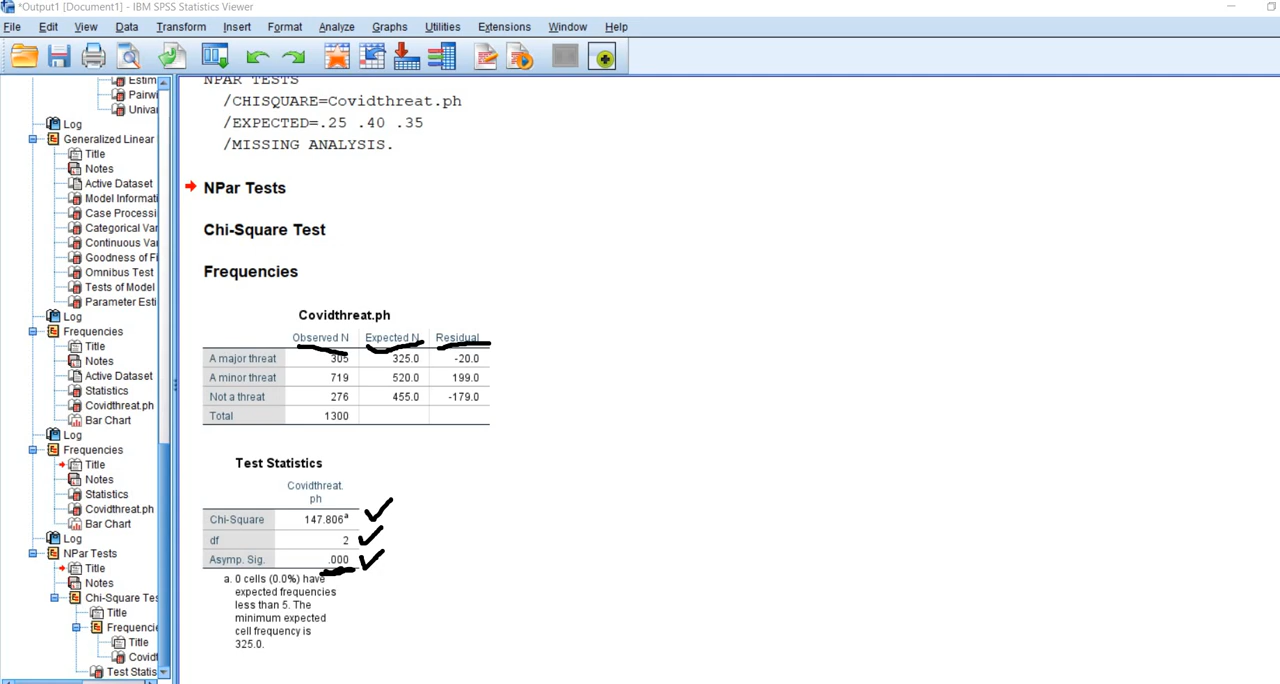 *Output1 [Document1] - IBM SPSS Statistics Viewer
File Edit View Data Transform Insert Format Analyze Graphs Utilities Extensions Window Help
Estim
Pairw
Univar
Log
Generalized Linear
Title
Notes
Active Dataset
Model Informati
Case Processi
Categorical Var
Continuous Va
Goodness of Fi
Omnibus Test
Tests of Model
Parameter Esti
Log
Frequencies
Title
Notes
Active Dataset
Statistics
Covidthreat.ph
Bar Chart
Log
Frequencies
Title
Notes
Statistics
Covidthreat.ph
Bar Chart
Log
NPar Tests
Title
Notes
Chi-Square Tes
Title
Frequencie
Title
Covidt
Test Statis
NPAR TESTS
/CHISQUARE=Covidthreat.ph
/EXPECTED=.25 .40 .35
/MISSING ANALYSIS.
NPar Tests
Chi-Square Test
Frequencies
Covidthreat.ph
Observed N Expected N Residual
A major threat 305 325.0 -20.0
A minor threat 719 520.0 199.0
Not a threat 276 455.0 -179.0
Total 1300
Test Statistics
Covidthreat.
ph
Chi-Square 147.806a
df 2
Asymp. Sig. .000
a. 0 cells (0.0%) have
expected frequencies
less than 5. The
minimum expected
cell frequency is
325.0.